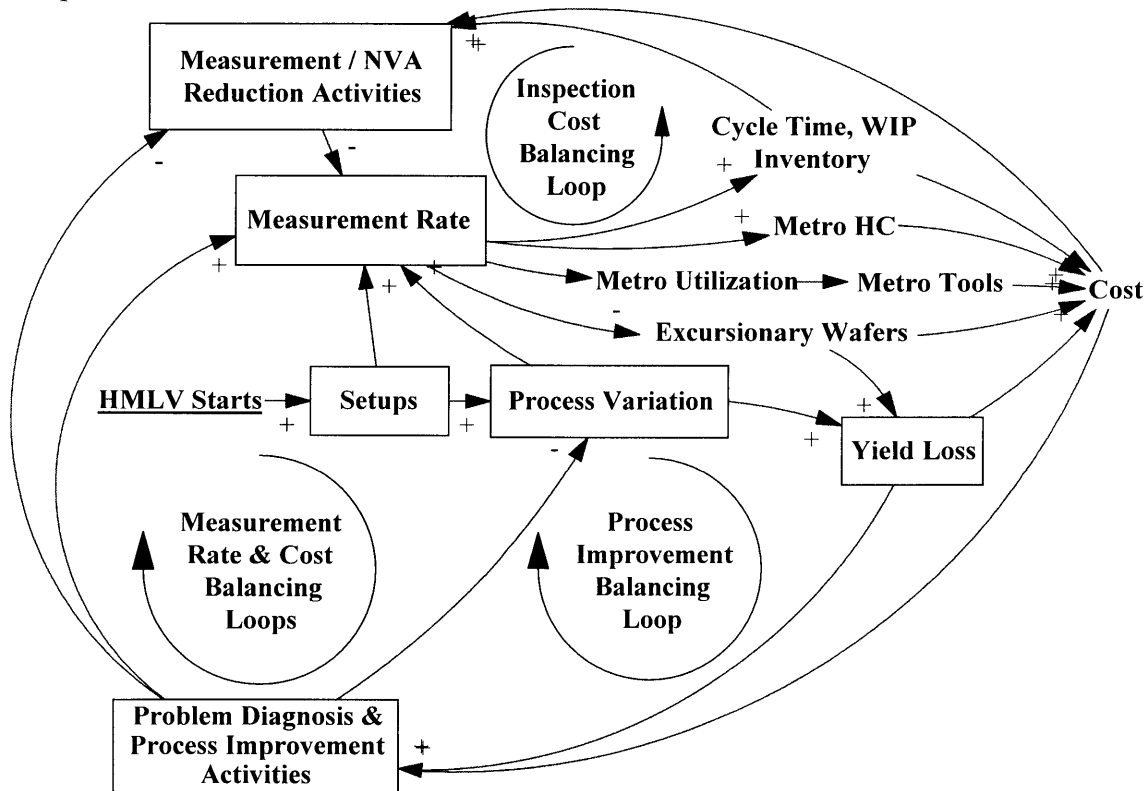 Measurement / NVA
Reduction Activities
Inspection
Cost
Balancing
Loop
Cycle Time, WIP
Inventory
Measurement Rate
Metro HC
Metro Utilization
Metro Tools
Cost
Excursionary Wafers
HMLV Starts
Setups
Process Variation
Yield Loss
Measurement
Rate & Cost
Balancing
Loops
Process
Improvement
Balancing
Loop
Problem Diagnosis &
Process Improvement
Activities